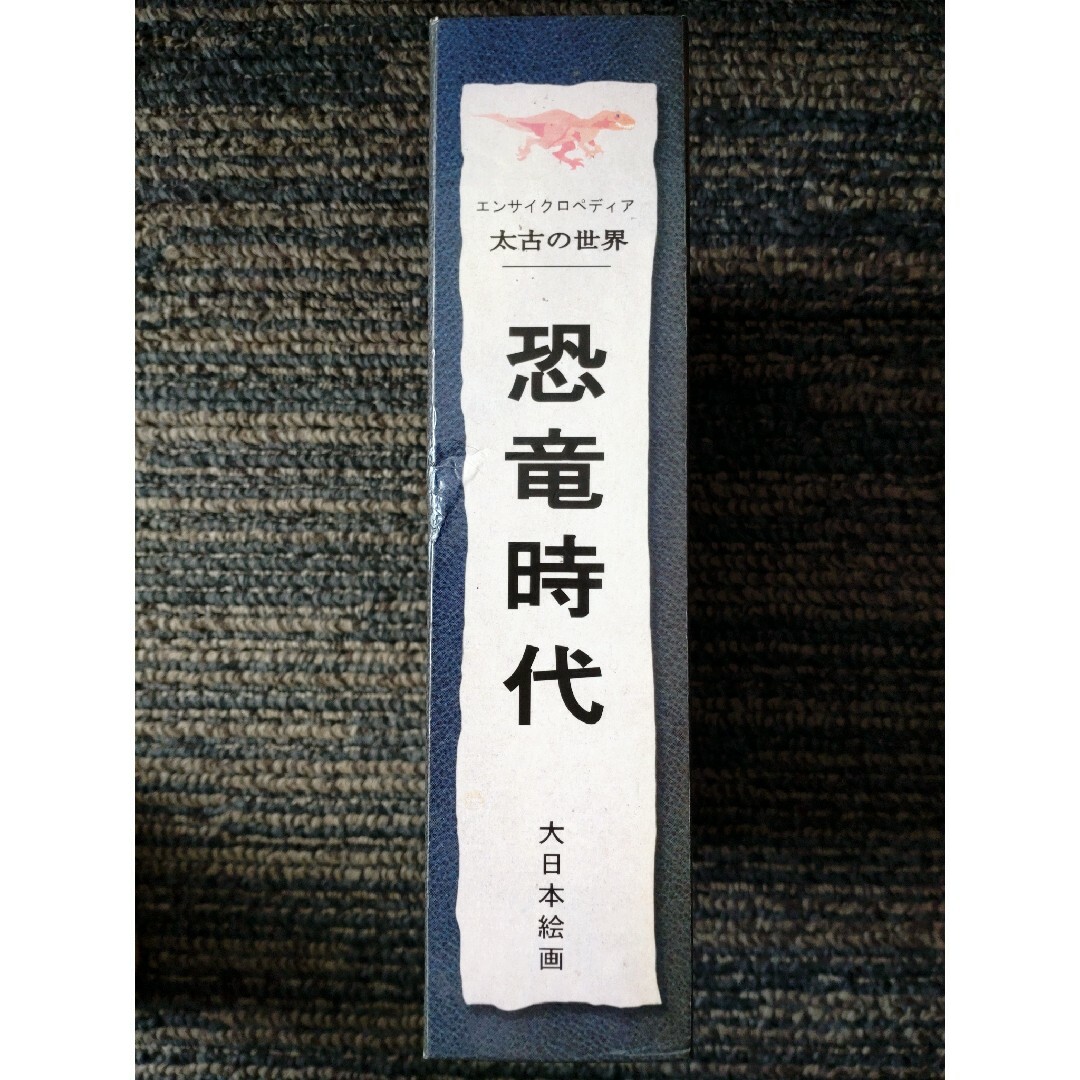 エンサイクロペディア
太古の世界
恐竜時代
大日本絵画